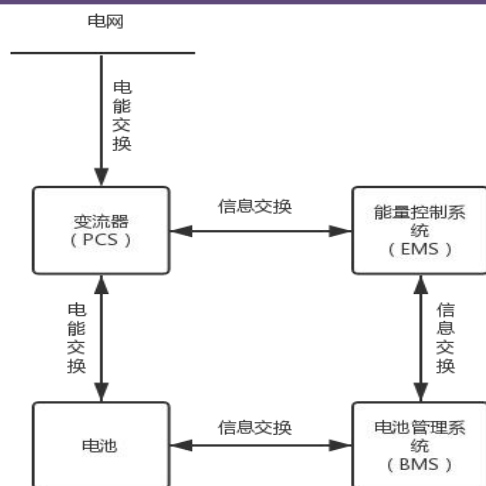 电网
电能交换
变流器
（PCS）
信息交换
能量控制系
统
（EMS）
电能交换
信息交换
电池
信息交换
电池管理系
统
（BMS）